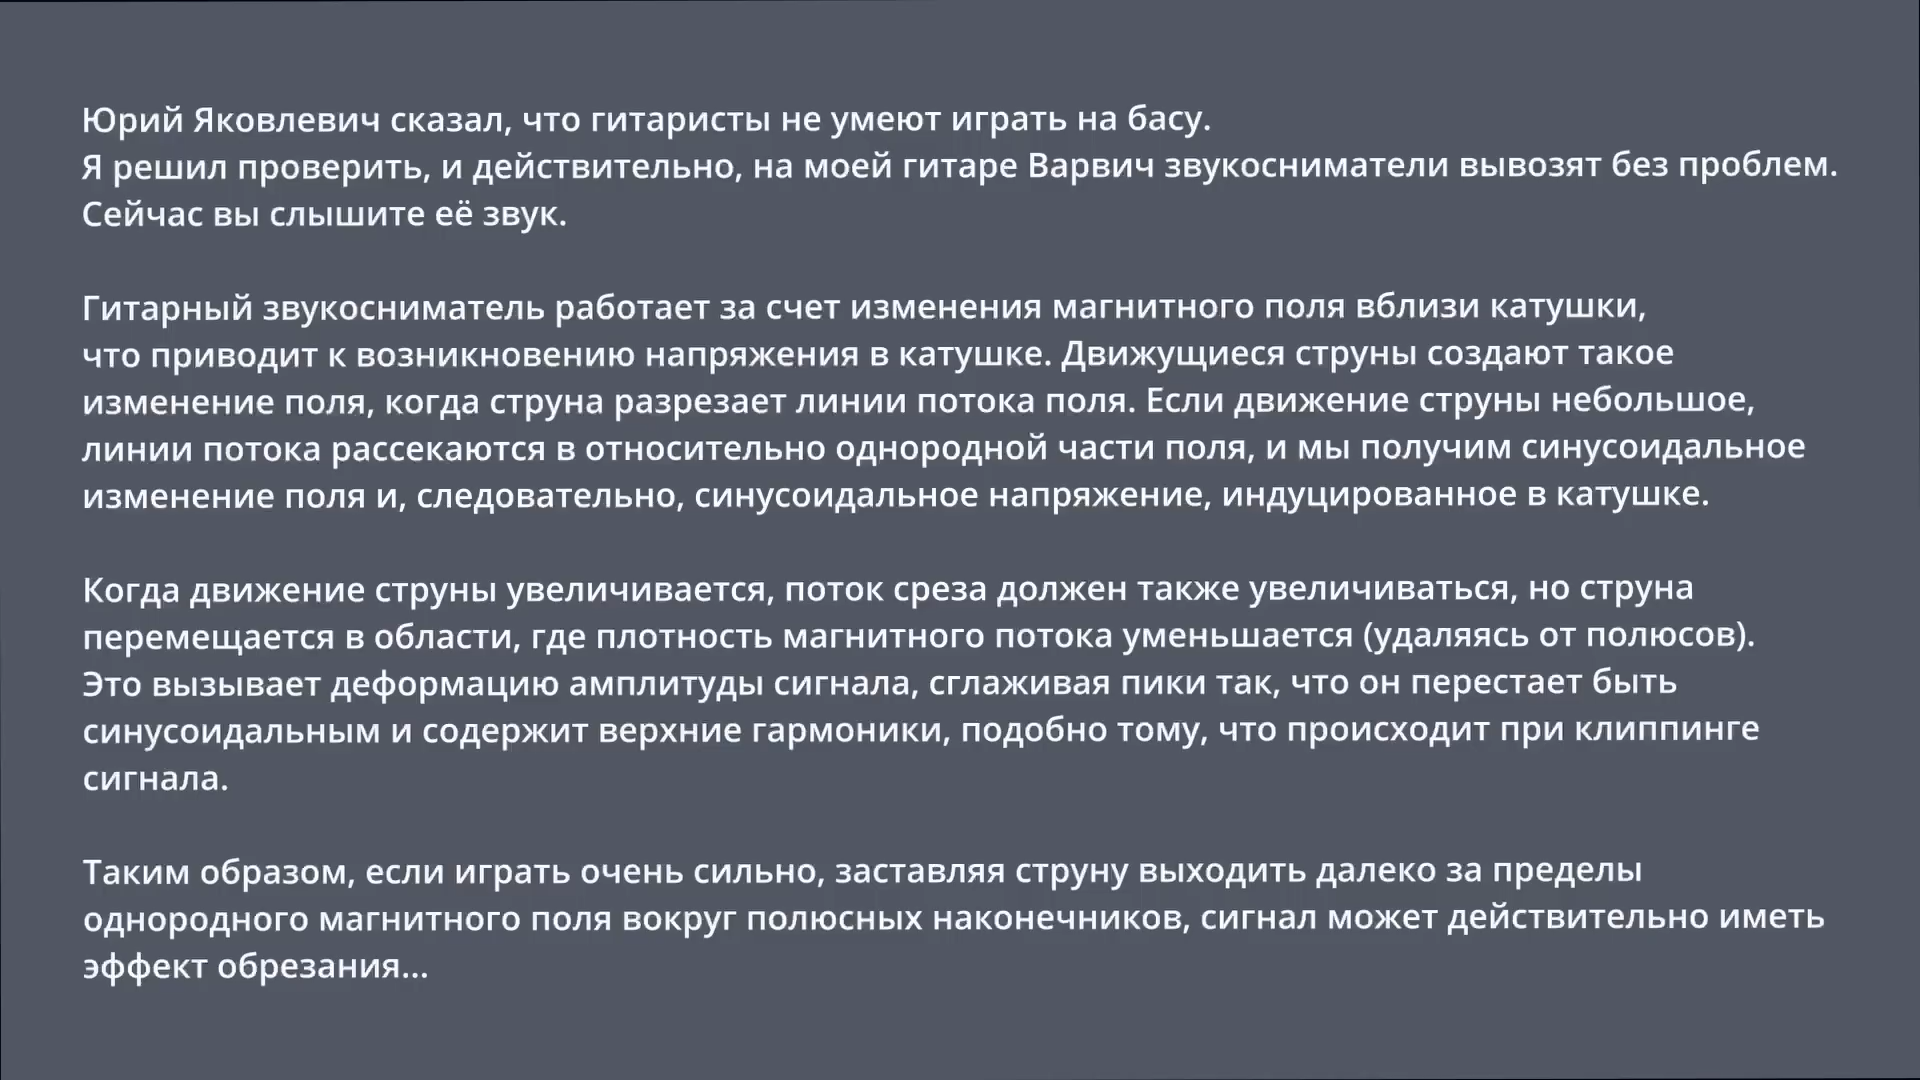 Юрий Яковлевич сказал, что гитаристы не умеют играть на басу.
Я решил проверить, и действительно, на моей гитаре Варвич звукосниматели вывозят без проблем.
Сейчас вы слышите её звук.
Гитарный звукосниматель работает за счет изменения магнитного поля вблизи катушки,
что приводит к возникновению напряжения в катушке. Движущиеся струны создают такое
изменение поля, когда струна разрезает линии потока поля. Если движение струны небольшое,
линии потока рассекаются в относительно однородной части поля, и мы получим синусоидальное
изменение поля и, следовательно, синусоидальное напряжение, индуцированное в катушке.
Когда движение струны увеличивается, поток среза должен также увеличиваться, но струна
перемещается в области, где плотность магнитного потока уменьшается (удаляясь от полюсов).
Это вызывает деформацию амплитуды сигнала, сглаживая пики так, что он перестает быть
синусоидальным и содержит верхние гармоники, подобно тому, что происходит при клиппинге
сигнала.
Таким образом, если играть очень сильно, заставляя струну выходить далеко за пределы
однородного магнитного поля вокруг полюсных наконечников, сигнал может действительно иметь
эффект обрезания...